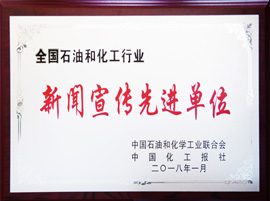 全国石油和化工行业
新闻宣传先进单位
中国石油和化学工业联合会
中国化工报社
二〇一八年一月